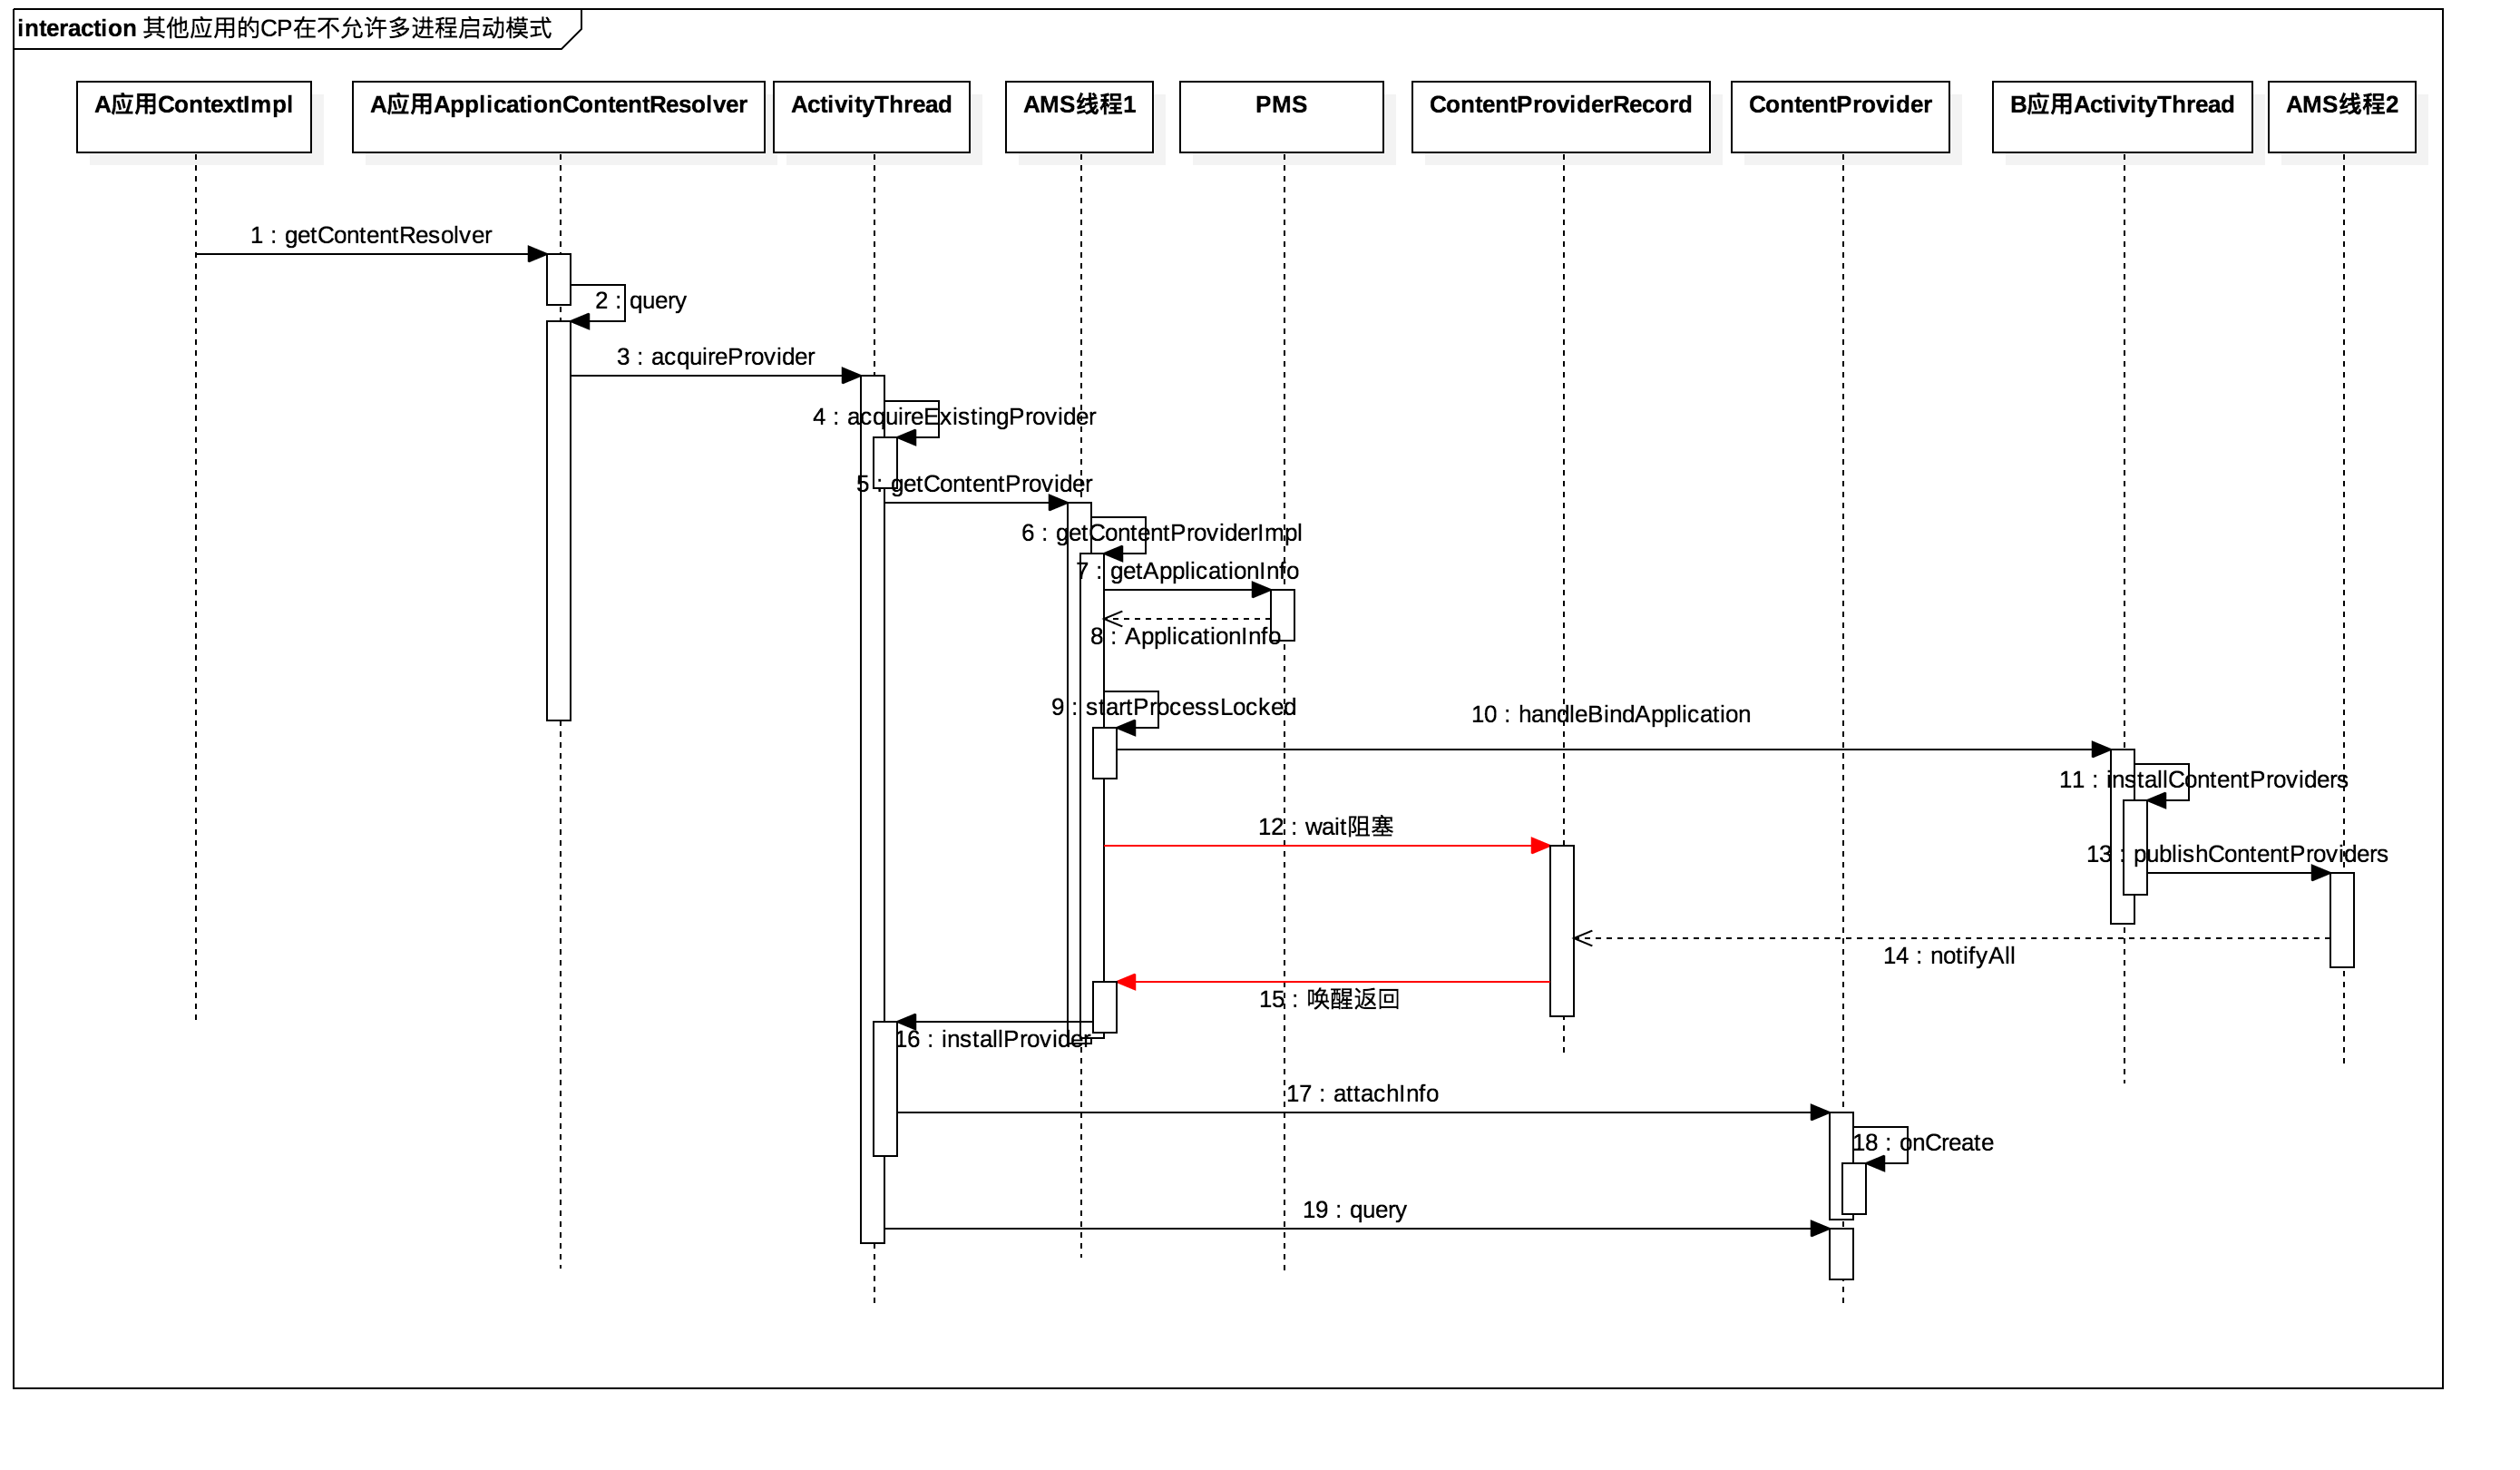 interaction 其他应用的CP在不允许多进程启动模式
A应用ContextImpl
A应用ApplicationContentResolver
ActivityThread
AMS线程1
PMS
ContentProviderRecord
ContentProvider
B应用ActivityThread
AMS线程2
1 : getContentResolver
2 : query
3 : acquireProvider
4 : acquireExistingProvider
5 : getContentProvider
6 : getContentProviderImpl
7 : getApplicationInfo
8 : ApplicationInfo
9 : startProcessLocked
10 : handleBindApplication
11 : installContentProviders
12 : wait阻塞
13 : publishContentProviders
14 : notifyAll
15 : 唤醒返回
16 : installProvider
17 : attachInfo
18 : onCreate
19 : query